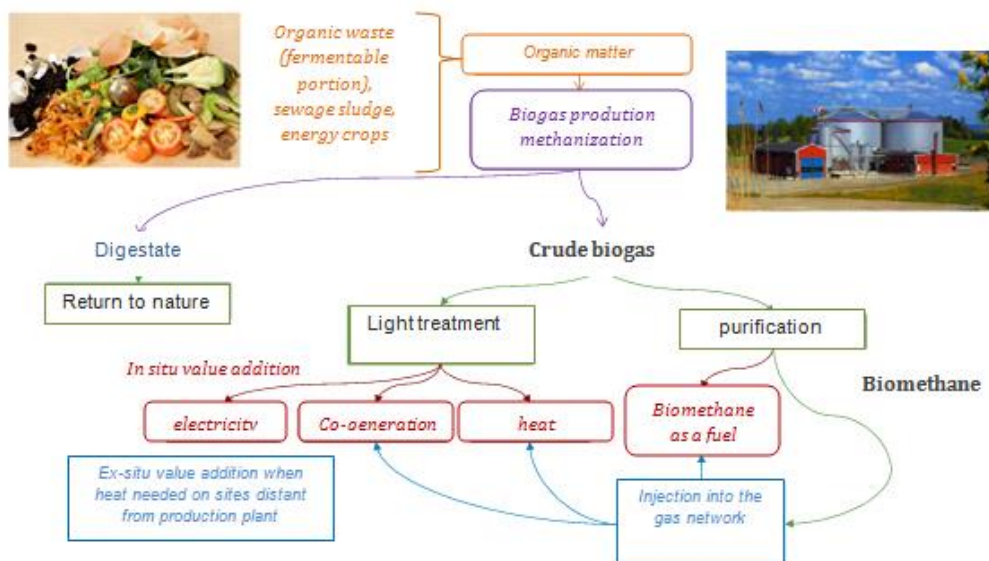 Organic waste
(fermentable
portion),
sewage sludge,
energy crops
Organic matter
Biogas prodution
methanization
Digestate
Crude biogas
Return to nature
Light treatment
purification
In situ value addition
Biomethane
electricitv
Co-oeneration
heat
Biomethane
as a fuel
Ex-situ value addition when
heat needed on sites distant
from production plant
Injection into the
gas network